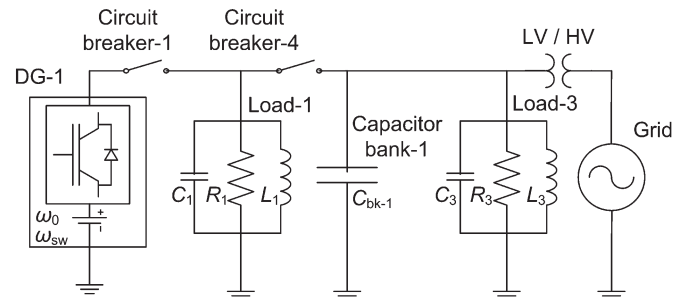 Circuit
breaker-1
Circuit
breaker-4
LV / HV
DG-1
Load-1
Load-3
Capacitor
bank-1
Grid
C1
R1
L1
Cbk-1
C3
R3
L3
+
-
ω0
ωsw